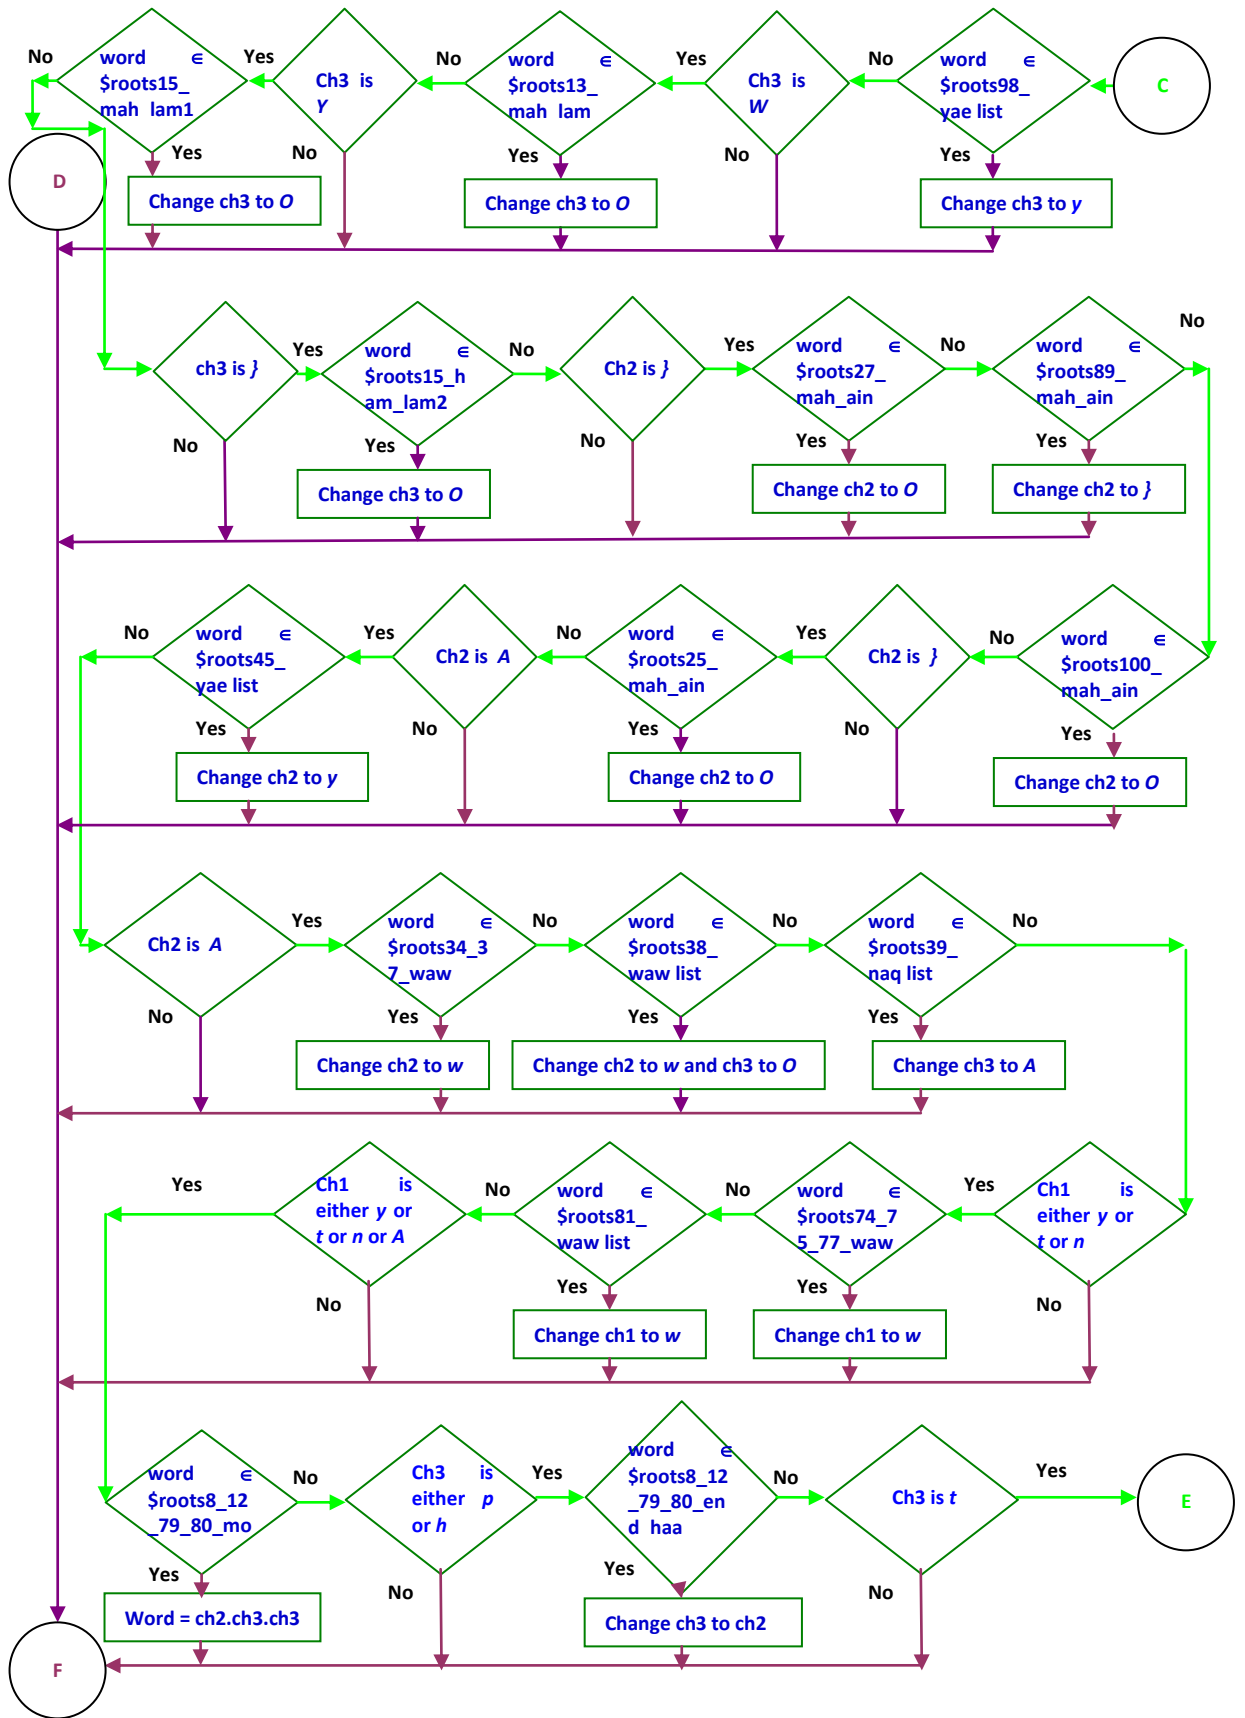 No
word ∈
$roots15_
mah lam1
Yes
Ch3 is
Y
No
word ∈
$roots13_
mah lam
Yes
Ch3 is
W
No
word ∈
$roots98_
yae list
C
D
Yes
No
Yes
No
Yes
Change ch3 to O
Change ch3 to O
Change ch3 to y
ch3 is }
Yes
word ∈
$roots15_h
am_lam2
No
Ch2 is }
Yes
word ∈
$roots27_
mah_ain
No
word ∈
$roots89_
mah_ain
No
No
Yes
No
Yes
Yes
Change ch3 to O
Change ch2 to O
Change ch2 to }
No
word ∈
$roots45_
yae list
Yes
Ch2 is A
No
word ∈
$roots25_
mah_ain
Yes
Ch2 is }
No
word ∈
$roots100_
mah_ain
Yes
No
Yes
No
Yes
Change ch2 to y
Change ch2 to O
Change ch2 to O
Ch2 is A
Yes
word ∈
$roots34_3
7_waw
No
word ∈
$roots38_
waw list
No
word ∈
$roots39_
naq list
No
No
Yes
Yes
Yes
Change ch2 to w
Change ch2 to w and ch3 to O
Change ch3 to A
Yes
Ch1 is
either y or
t or n or A
No
word ∈
$roots81_
waw list
No
word ∈
$roots74_7
5_77_waw
Yes
Ch1 is
either y or
t or n
No
Yes
Yes
No
Change ch1 to w
Change ch1 to w
word ∈
$roots8_12
_79_80_mo
No
Ch3 is
either p
or h
Yes
word ∈
$roots8_12
_79_80_en
d haa
No
Ch3 is t
Yes
E
Yes
No
Yes
No
Word = ch2.ch3.ch3
Change ch3 to ch2
F